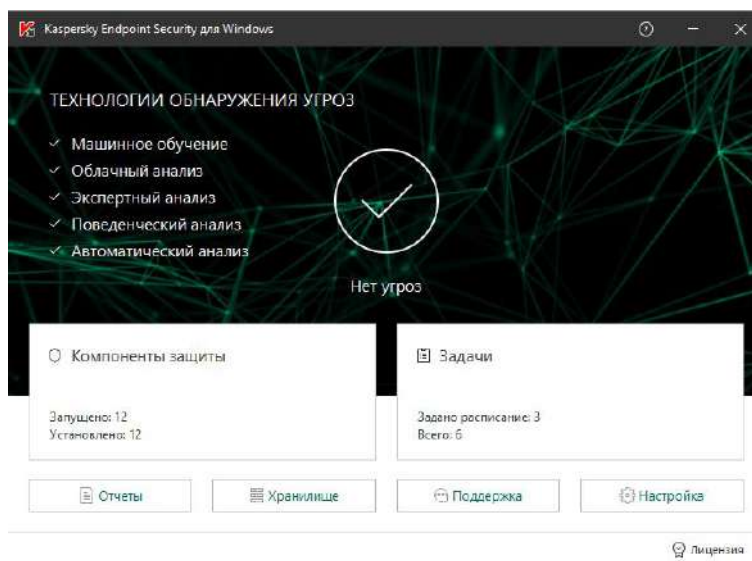 Kaspersky Endpoint Security для Windows
ТЕХНОЛОГИИ ОБНАРУЖЕНИЯ УГРОЗ
Машинное обучение
Облачный анализ
Экспертный анализ
Поведенческий анализ
Автоматический анализ
Нет угроз
Компоненты защиты
Запущено: 12
Установлено: 12
Задачи
Задано расписание: 3
Всего: 6
Отчеты
Хранилище
Поддержка
Настройка
Лицензия